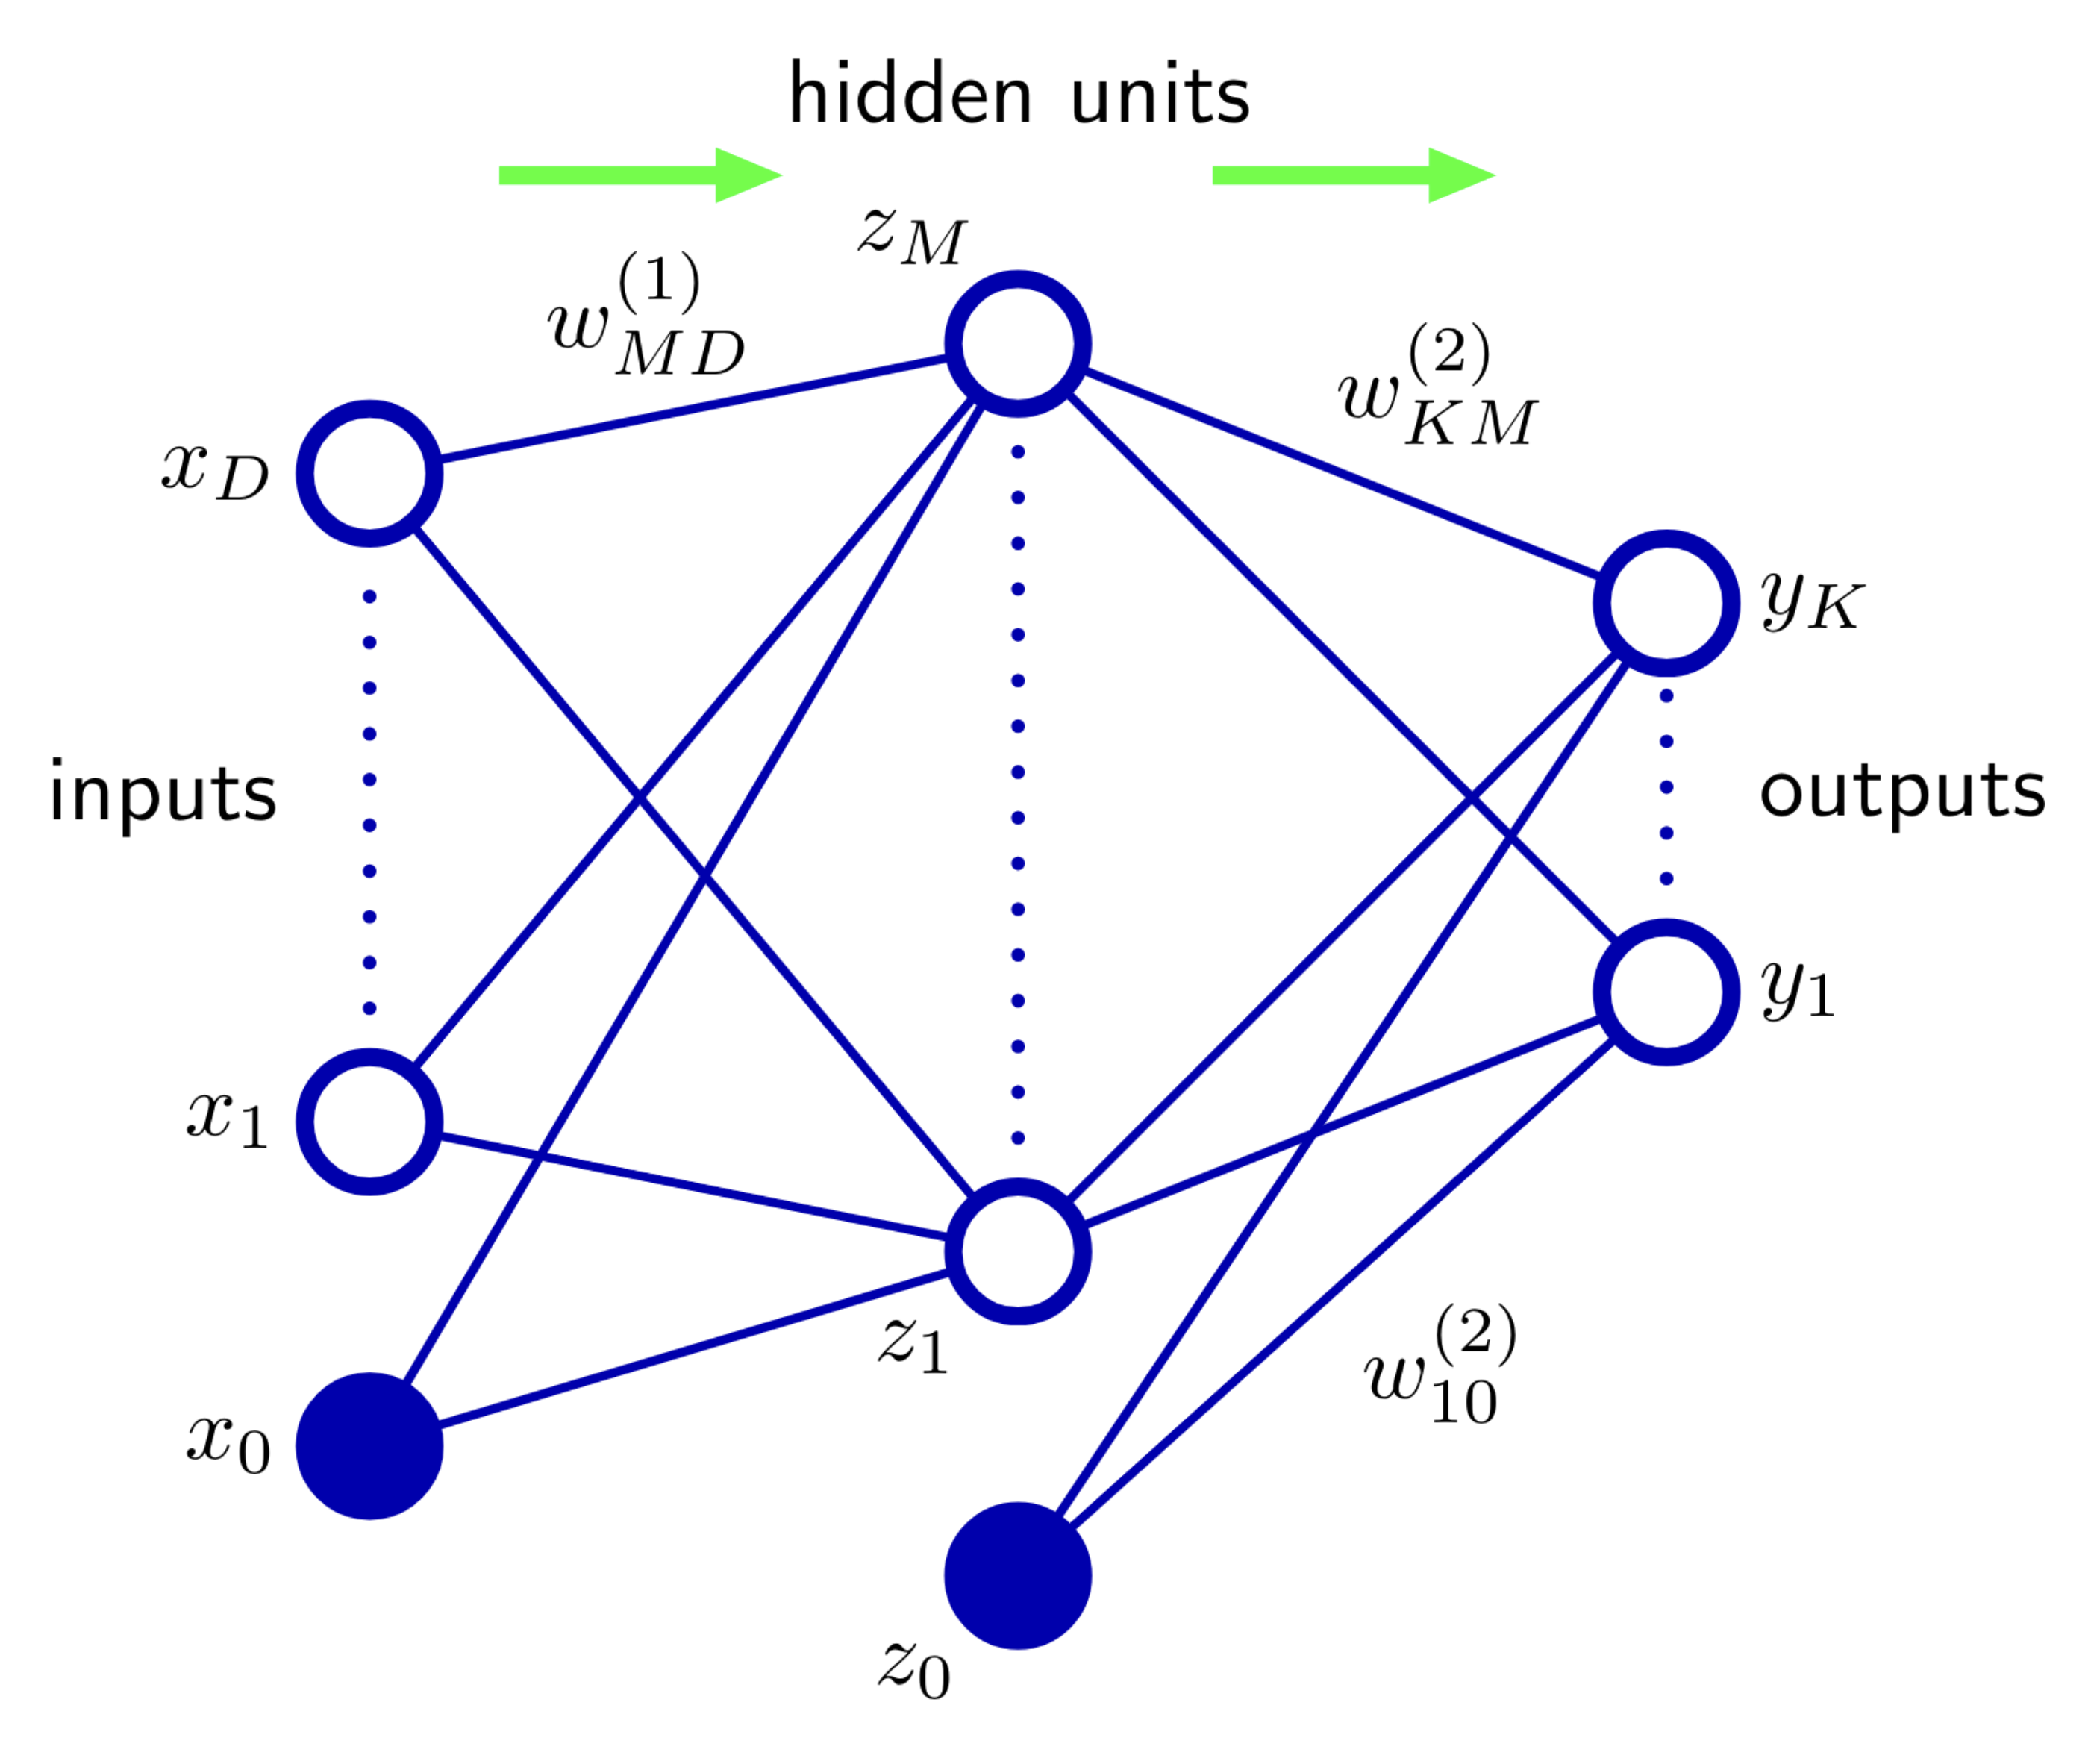 hidden units
z_M
w_{MD}^{(1)}
w_{KM}^{(2)}
x_D
y_K
inputs
outputs
y_1
x_1
z_1
w_{10}^{(2)}
x_0
z_0